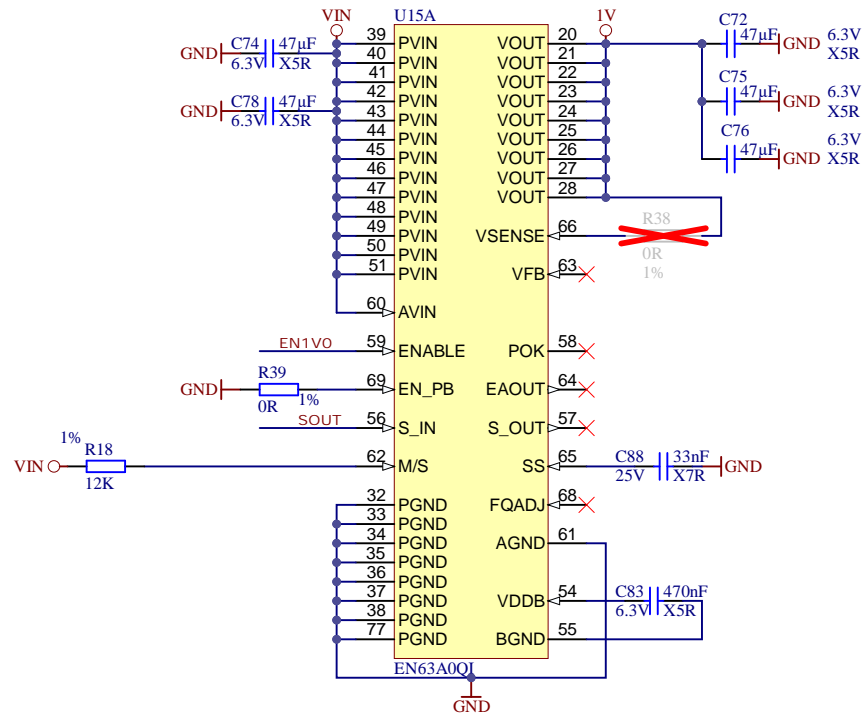 VIN U15A 1V
C74 47µF
GND
6.3V X5R
C78 47µF
GND
6.3V X5R
39 PVIN
40 PVIN
41 PVIN
42 PVIN
43 PVIN
44 PVIN
45 PVIN
46 PVIN
47 PVIN
48 PVIN
49 PVIN
50 PVIN
51 PVIN
60 AVIN
EN1V0 59 ENABLE
R39
GND 69 EN_PB
0R 1%
SOUT 56 S_IN
1% R18
VIN 62 M/S
12K
32 PGND
33 PGND
34 PGND
35 PGND
36 PGND
37 PGND
38 PGND
77 PGND
VOUT 20
VOUT 21
VOUT 22
VOUT 23
VOUT 24
VOUT 25
VOUT 26
VOUT 27
VOUT 28
VSENSE 66
VFB 63
POK 58
EAOUT 64
S_OUT 57
SS 65
FQADJ 68
AGND 61
VDDB 54
BGND 55
C72
47µF GND 6.3V
X5R
C75
47µF GND 6.3V
X5R
C76
47µF GND 6.3V
X5R
R38
0R
1%
C88 33nF
GND
25V X7R
C83 470nF
6.3V X5R
EN63A0QI
GND